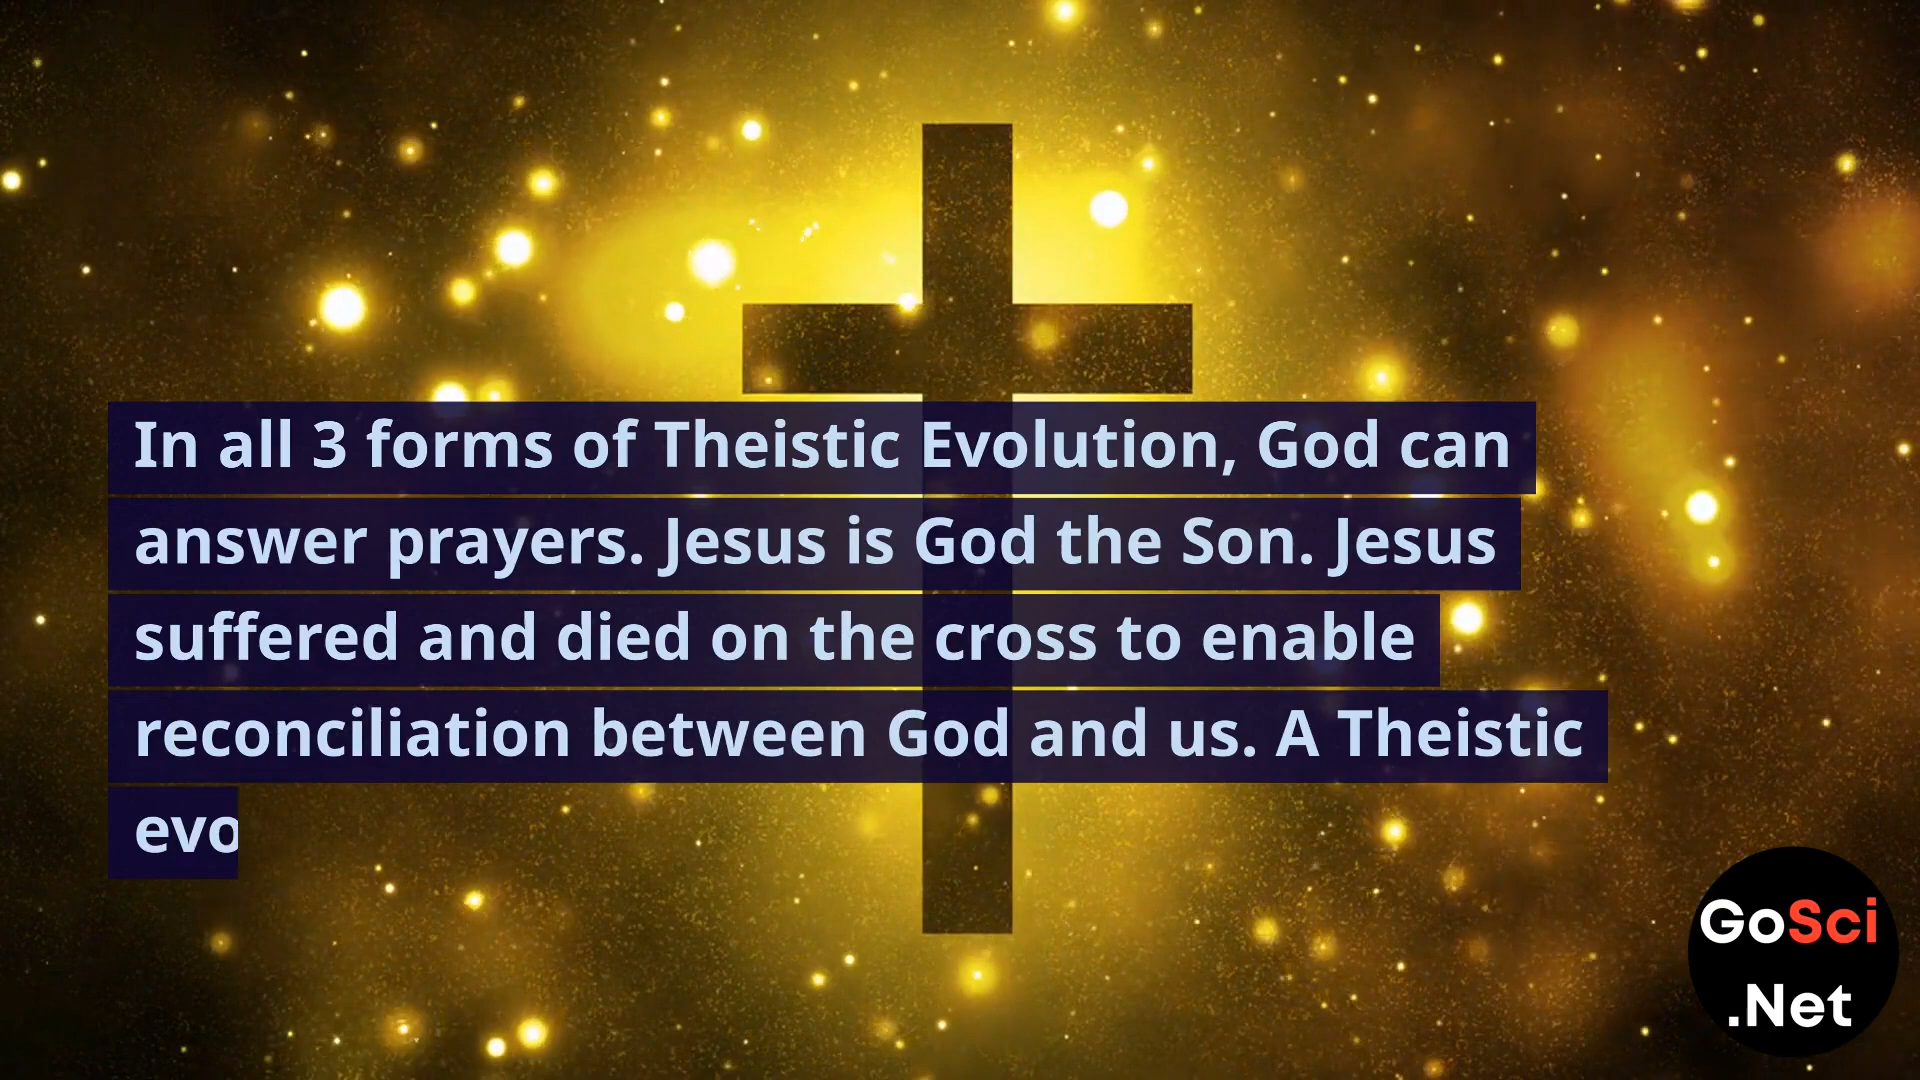 In all 3 forms of Theistic Evolution, God can
answer prayers. Jesus is God the Son. Jesus
suffered and died on the cross to enable
reconciliation between God and us. A Theistic
evo
GoSci
.Net